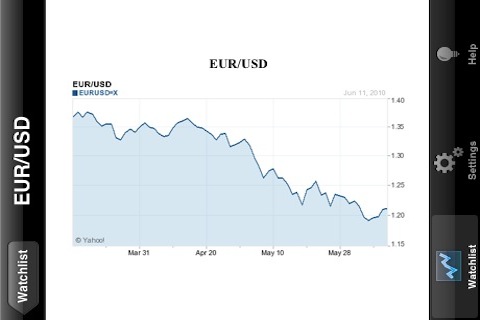 EUR/USD
Watchlist
EUR/USD
EUR/USD
EURUSD=X
Jun 11, 2010
1.40
1.35
1.30
1.25
1.20
1.15
© Yahoo!
Mar 31
Apr 20
May 10
May 28
Help
Settings
Watchlist